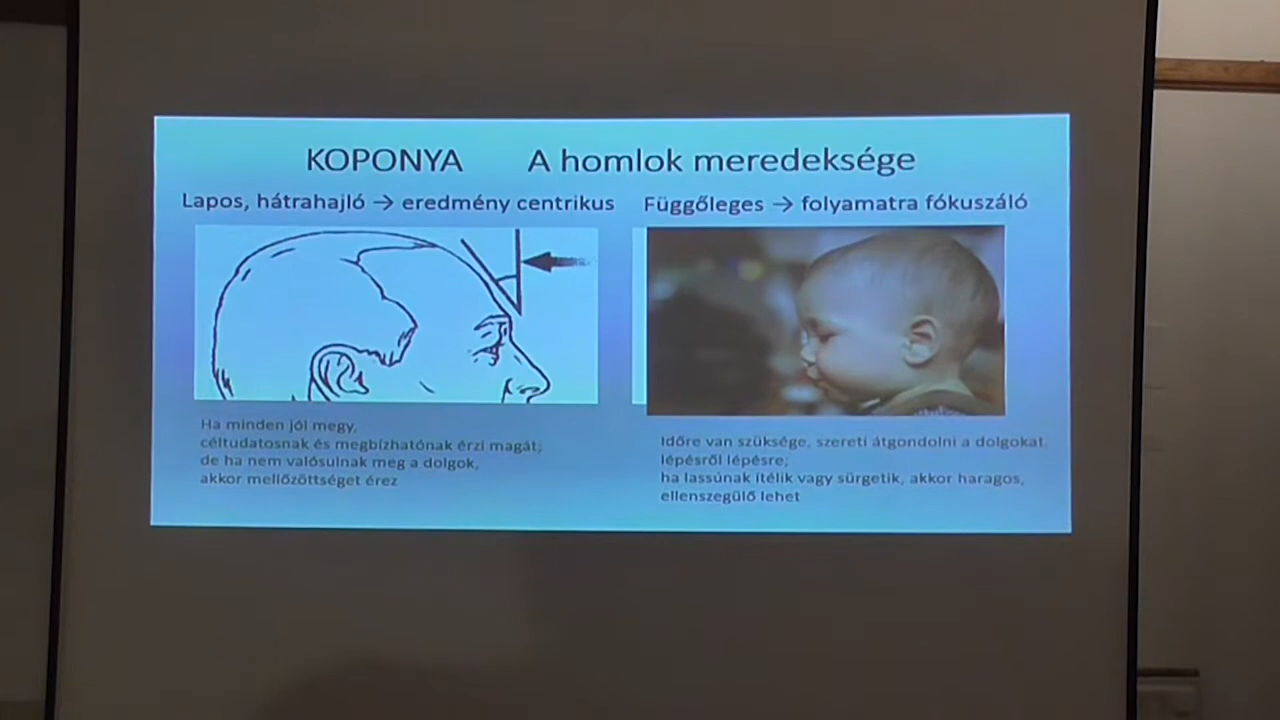 KOPONYA A homlok meredeksége
Lapos, hátrahajló → eredmény centrikus
Ha minden jól megy,
céltudatosnak és megbízhatónak érzi magát;
de ha nem valósulnak meg a dolgok,
akkor mellőzöttséget érez
Függőleges → folyamatra fókuszáló
Időre van szüksége, szereti átgondolni a dolgokat,
lépésről lépésre;
ha lassúnak ítélik vagy sürgetik, akkor haragos,
ellenszegülő lehet